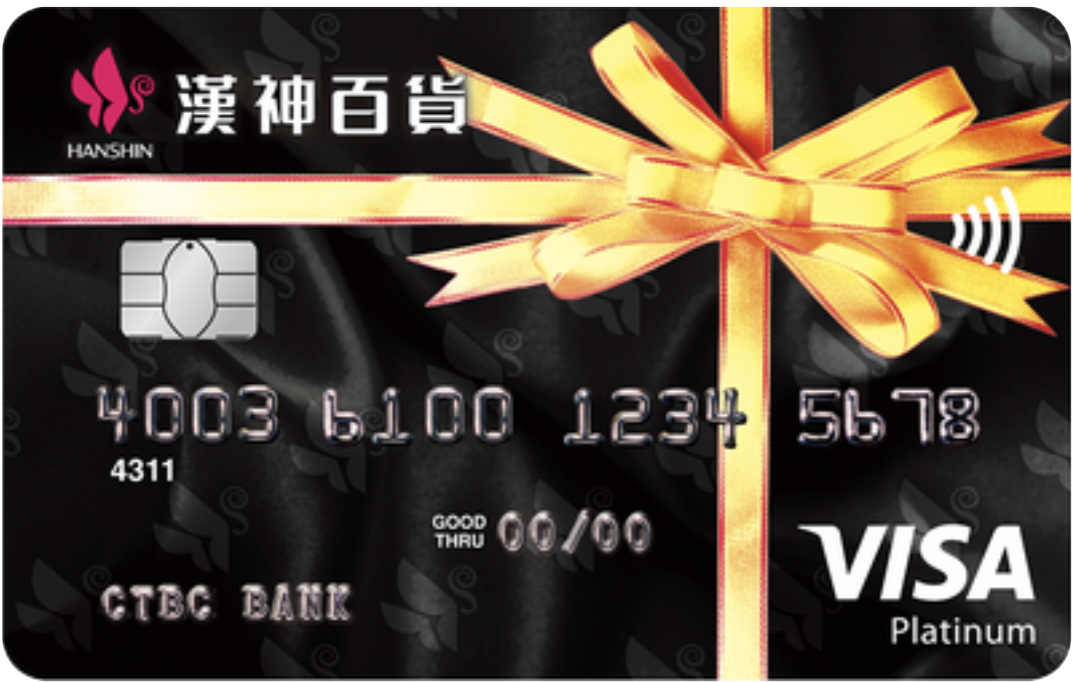 漢神百貨
HANSHIN
4003 6100 1234 5678
4311
GOOD
THRU 00/00
CTBC BANK
VISA
Platinum